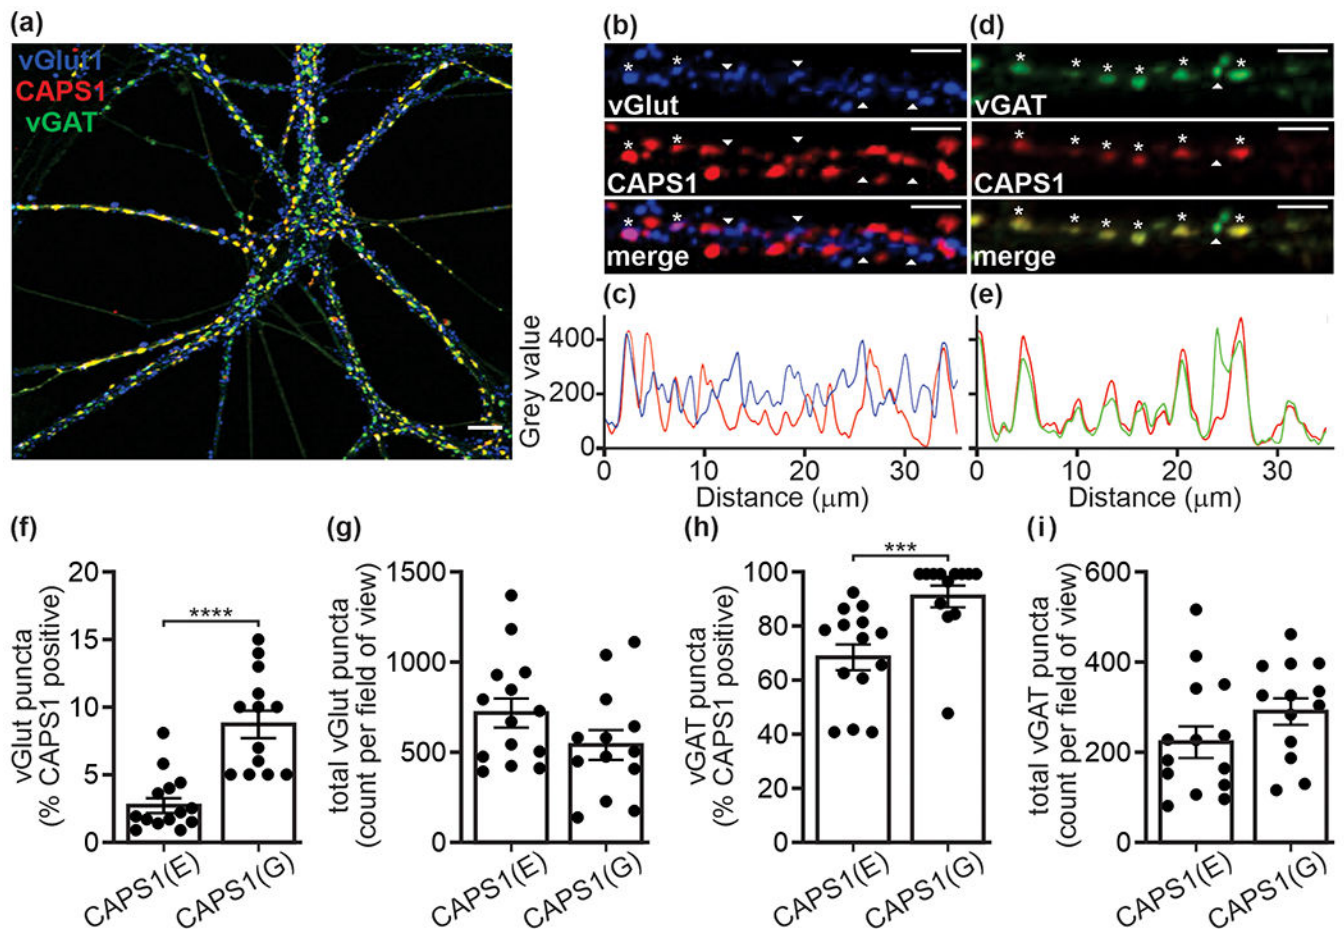 (a)
vGlut1
CAPS1
vGAT
(b)
* * vGlut
* * CAPS1
* * merge
(d)
* * * * * * vGAT
* * * * * * CAPS1
* * * * * * merge
(c)
Grey value
400
200
0
0 10 20 30
Distance (μm)
(e)
0 10 20 30
Distance (μm)
(f)
vGlut puncta
(% CAPS1 positive)
20
15
10
5
0
****
CAPS1(E)
CAPS1(G)
(g)
total vGlut puncta
(count per field of view)
1500
1000
500
0
CAPS1(E)
CAPS1(G)
(h)
vGAT puncta
(% CAPS1 positive)
100
80
60
40
20
0
***
CAPS1(E)
CAPS1(G)
(i)
total vGAT puncta
(count per field of view)
600
400
200
0
CAPS1(E)
CAPS1(G)